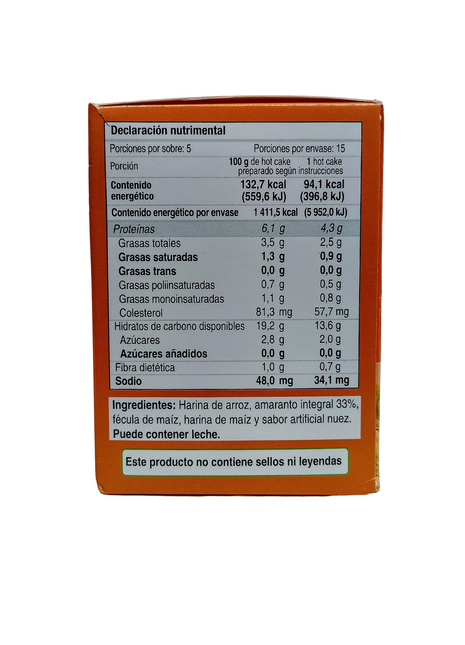 Declaración nutrimental
Porciones por sobre: 5 Porciones por envase: 15
Porción 100 g de hot cake 1 hot cake
preparado según instrucciones
Contenido energético 132,7 kcal (559,6 kJ) 94,1 kcal (396,8 kJ)
Contenido energético por envase 1 411,5 kcal (5 952,0 kJ)
Proteínas 6,1 g 4,3 g
Grasas totales 3,5 g 2,5 g
Grasas saturadas 1,3 g 0,9 g
Grasas trans 0,0 g 0,0 g
Grasas poliinsaturadas 0,7 g 0,5 g
Grasas monoinsaturadas 1,1 g 0,8 g
Colesterol 81,3 mg 57,7 mg
Hidratos de carbono disponibles 19,2 g 13,6 g
Azúcares 2,8 g 2,0 g
Azúcares añadidos 0,0 g 0,0 g
Fibra dietética 1,0 g 0,7 g
Sodio 48,0 mg 34,1 mg
Ingredientes: Harina de arroz, amaranto integral 33%,
fécula de maíz, harina de maíz y sabor artificial nuez.
Puede contener leche.
Este producto no contiene sellos ni leyendas